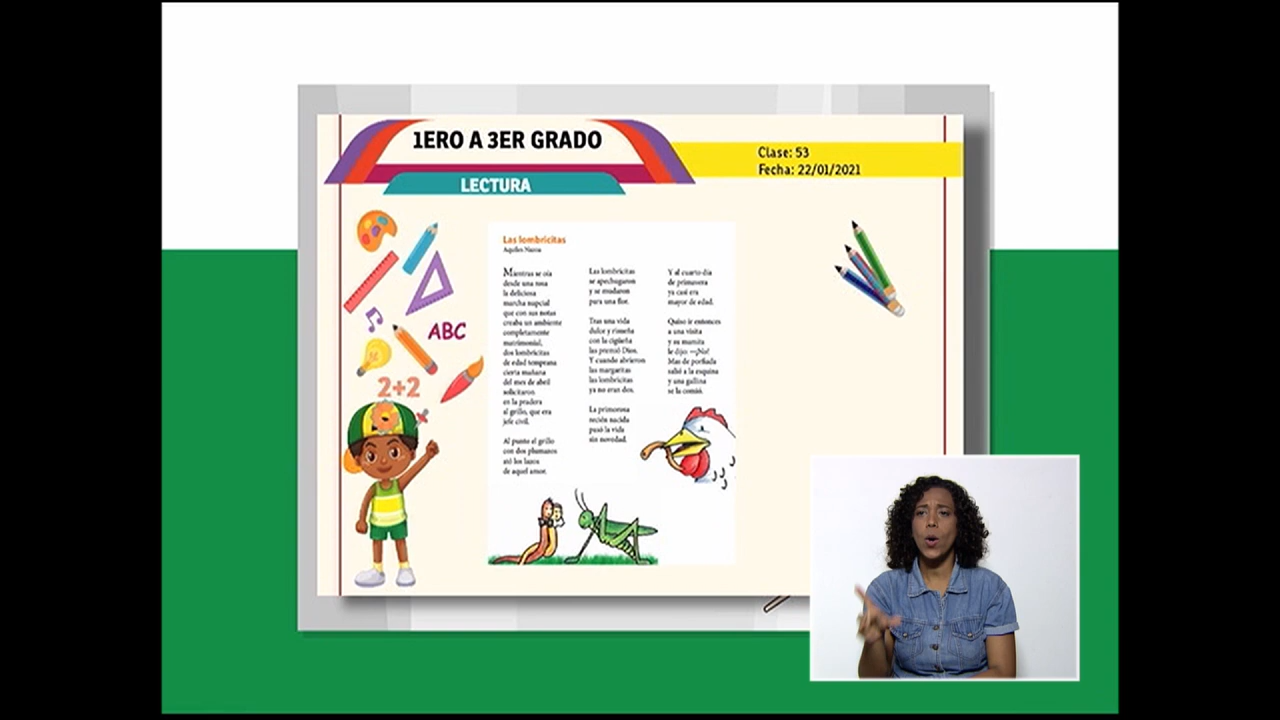 1ERO A 3ER GRADO
LECTURA
Clase: 53
Fecha: 22/01/2021
ABC
2+2
Las lombricitas
Aquiles Nazoa
Mientras se oía
desde una rosa
la deliciosa
marcha nupcial
que con sus notas
creaba un ambiente
completamente
matrimonial,
dos lombricitas
de edad temprana
cierta mañana
del mes de abril
solicitaron
en la pradera
al grillo, que era
jefe civil.
Al punto el grillo
con dos plumazos
ató los lazos
de aquel amor.
Las lombricitas
se apechugaron
y se mudaron
para una flor.
Tras una vida
dulce y risueña
con la cigüeña
las premió Dios.
Y cuando abrieron
las margaritas
las lombricitas
ya no eran dos.
La primorosa
recién nacida
pasó la vida
sin novedad.
Y al cuarto día
de primavera
ya casi era
mayor de edad.
Quiso ir entonces
a una visita
y su mamita
le dijo: —¡No!
Mas de porfiada
salió a la esquina
y una gallina
se la comió.